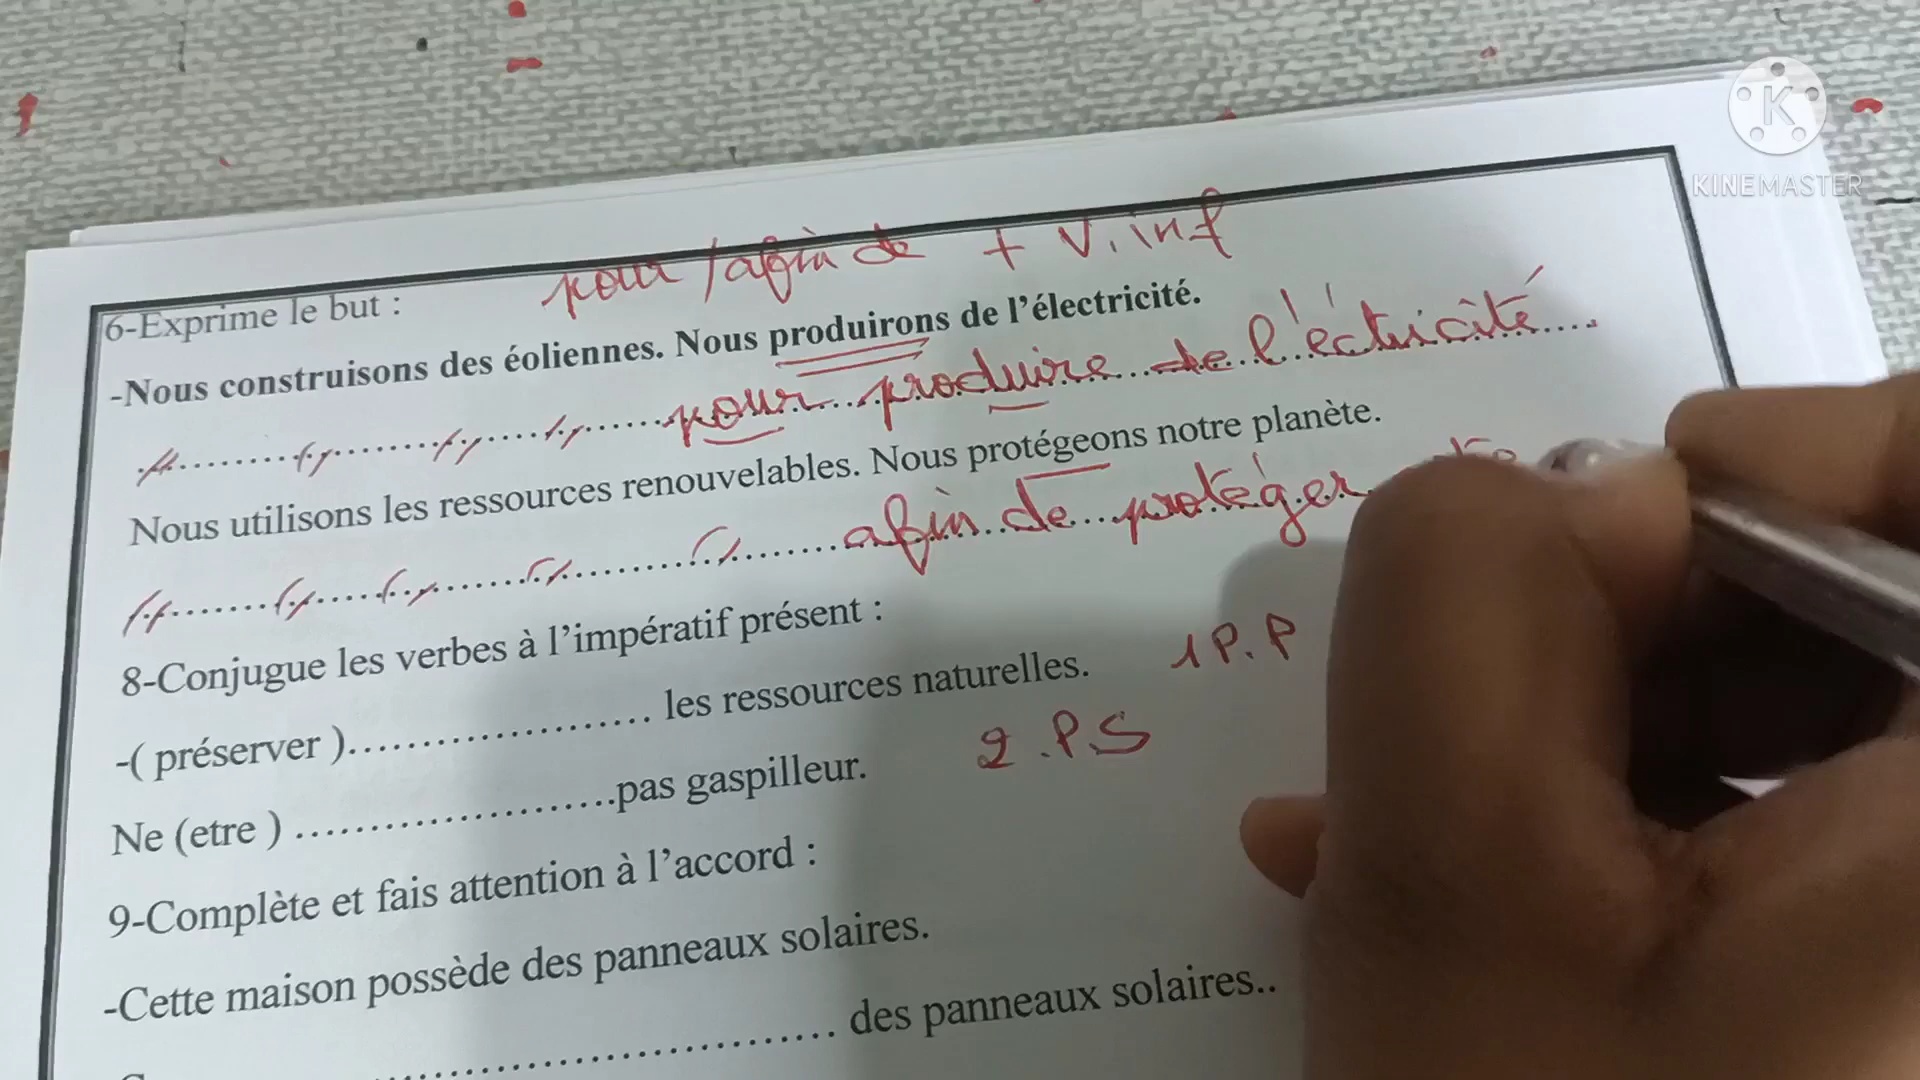 KINEMASTER
pour / afin de + V. inf
6-Exprime le but :
-Nous construisons des éoliennes. Nous produirons de l’électricité.
pour produire de l'éctricité
Nous utilisons les ressources renouvelables. Nous protégeons notre planète.
afin de protéger
8-Conjugue les verbes à l’impératif présent :
-( préserver )..................... les ressources naturelles. 1P.P
Ne (etre ) ......................pas gaspilleur. 2.P.S
9-Complète et fais attention à l’accord :
-Cette maison possède des panneaux solaires.
................................ des panneaux solaires..